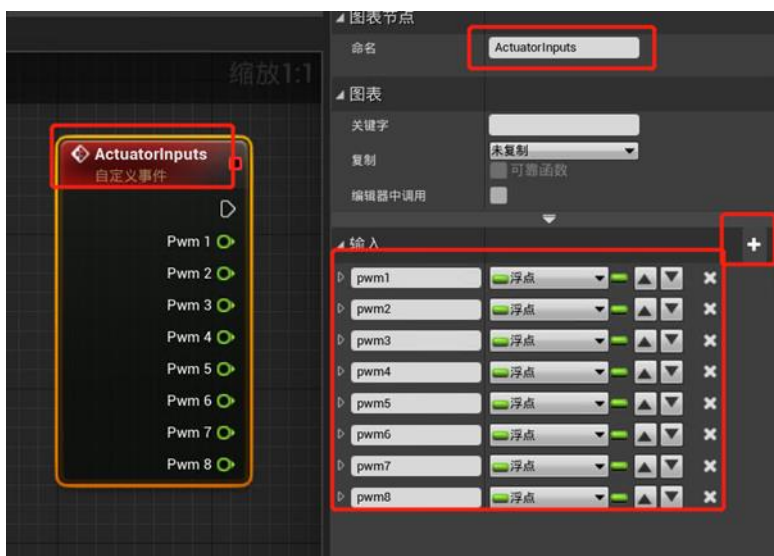 图表节点
命名
ActuatorInputs
缩放1:1
图表
关键字
复制
未复制
可靠函数
编辑器中调用
ActuatorInputs
自定义事件
Pwm 1
Pwm 2
Pwm 3
Pwm 4
Pwm 5
Pwm 6
Pwm 7
Pwm 8
输入
pwm1 浮点
pwm2 浮点
pwm3 浮点
pwm4 浮点
pwm5 浮点
pwm6 浮点
pwm7 浮点
pwm8 浮点